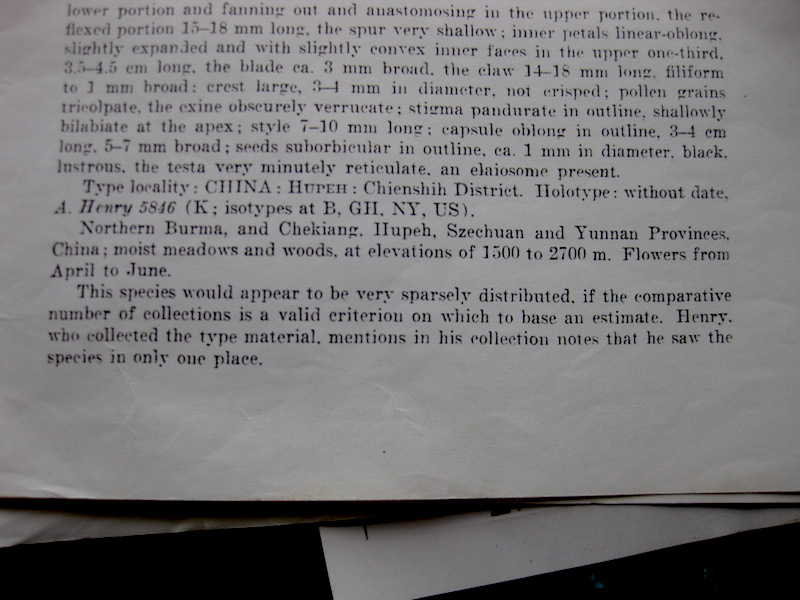 lower portion and fanning out and anastomosing in the upper portion, the re-
flexed portion 15–18 mm long, the spur very shallow; inner petals linear-oblong,
slightly expanded and with slightly convex inner faces in the upper one-third,
3.5–4.5 cm long, the blade ca. 3 mm broad, the claw 14–18 mm long, filiform
to 1 mm broad; crest large, 3–4 mm in diameter, not crisped; pollen grains
tricolpate, the exine obscurely verrucate; stigma pandurate in outline, shallowly
bilabiate at the apex; style 7–10 mm long; capsule oblong in outline, 3–4 cm
long, 5–7 mm broad; seeds suborbicular in outline, ca. 1 mm in diameter, black,
lustrous, the testa very minutely reticulate, an elaiosome present.
Type locality: CHINA: HUPEH: Chienshih District. Holotype: without date,
A. Henry 5846 (K; isotypes at B, GH, NY, US).
Northern Burma, and Chekiang, Hupeh, Szechuan and Yunnan Provinces,
China; moist meadows and woods, at elevations of 1500 to 2700 m. Flowers from
April to June.
This species would appear to be very sparsely distributed, if the comparative
number of collections is a valid criterion on which to base an estimate. Henry,
who collected the type material, mentions in his collection notes that he saw the
species in only one place.